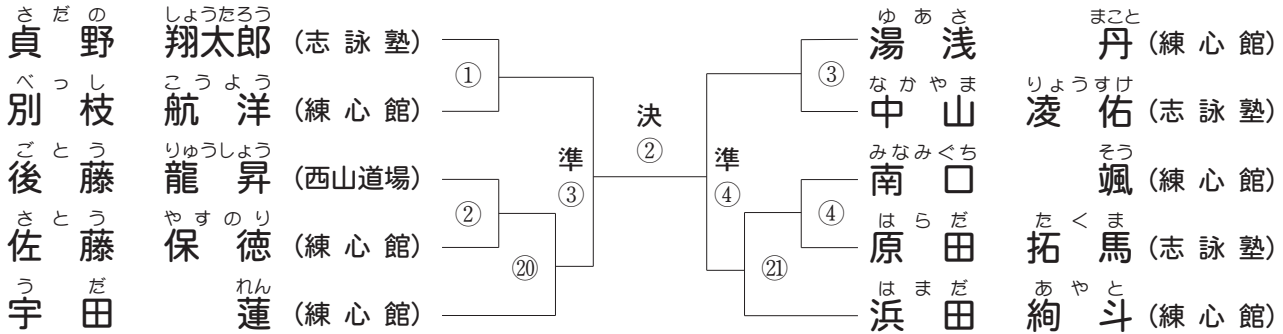 さだの しょうたろう
貞野 翔太郎 (志詠塾)
べっし こうよう
別枝 航洋 (練心館)
ごとう りゅうしょう
後藤 龍昇 (西山道場)
さとう やすのり
佐藤 保徳 (練心館)
うだ れん
宇田 蓮 (練心館)
①
②
⑳
準
③
決
②
準
④
③
④
㉑
ゆあさ まこと
湯浅 丹 (練心館)
なかやま りょうすけ
中山 凌佑 (志詠塾)
みなみぐち そう
南口 颯 (練心館)
はらだ たくま
原田 拓馬 (志詠塾)
はまだ あやと
浜田 絢斗 (練心館)